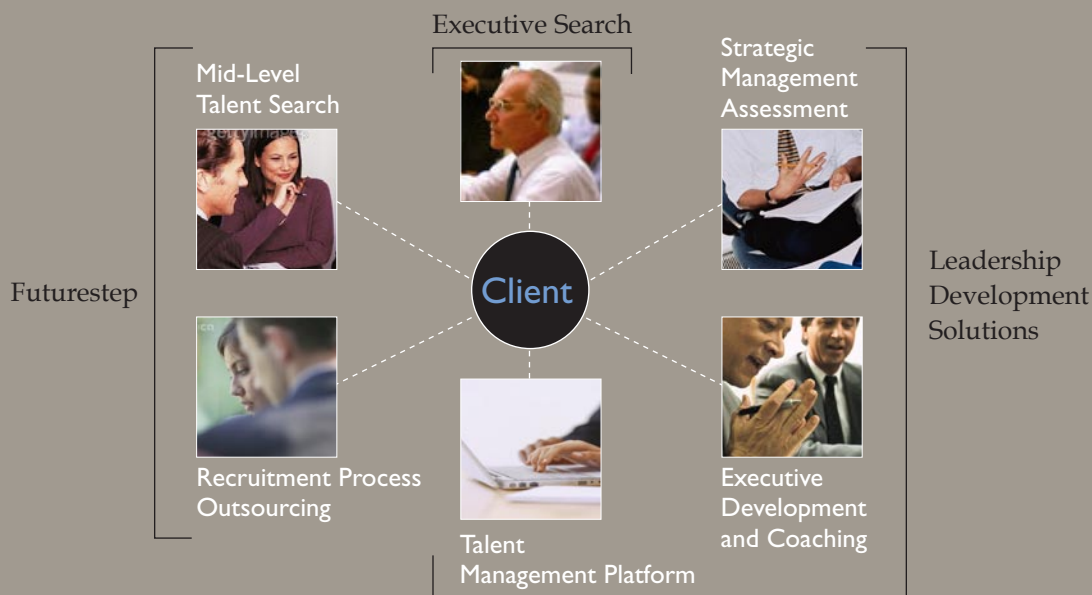 Executive Search
Mid-Level
Talent Search
Strategic
Management
Assessment
gettyimages
Client
Futurestep
Leadership
Development
Solutions
Recruitment Process
Outsourcing
Talent
Management Platform
Executive
Development
and Coaching